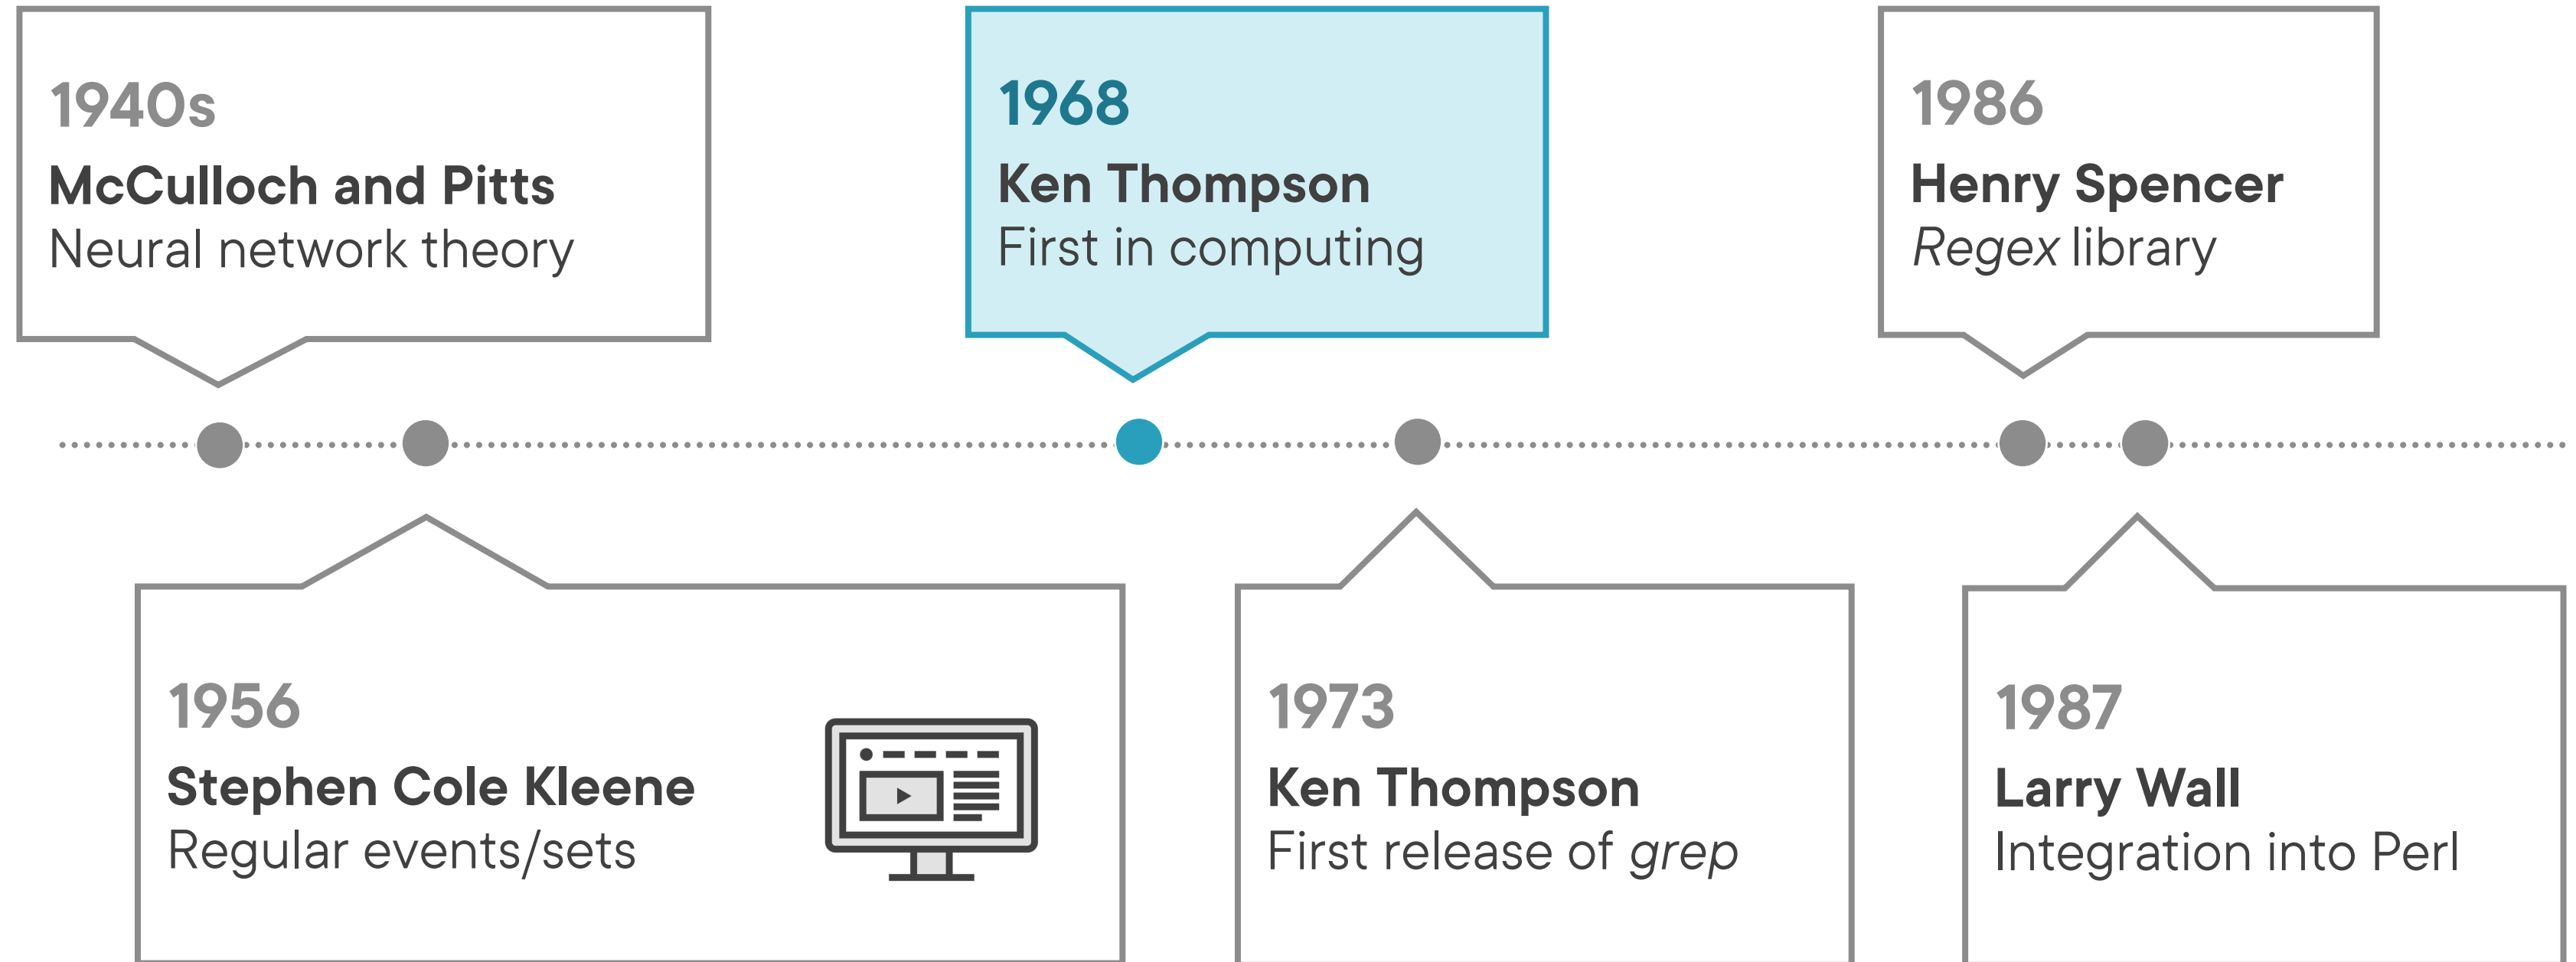 1940s
McCulloch and Pitts
Neural network theory
1956
Stephen Cole Kleene
Regular events/sets
1968
Ken Thompson
First in computing
1973
Ken Thompson
First release of grep
1986
Henry Spencer
Regex library
1987
Larry Wall
Integration into Perl